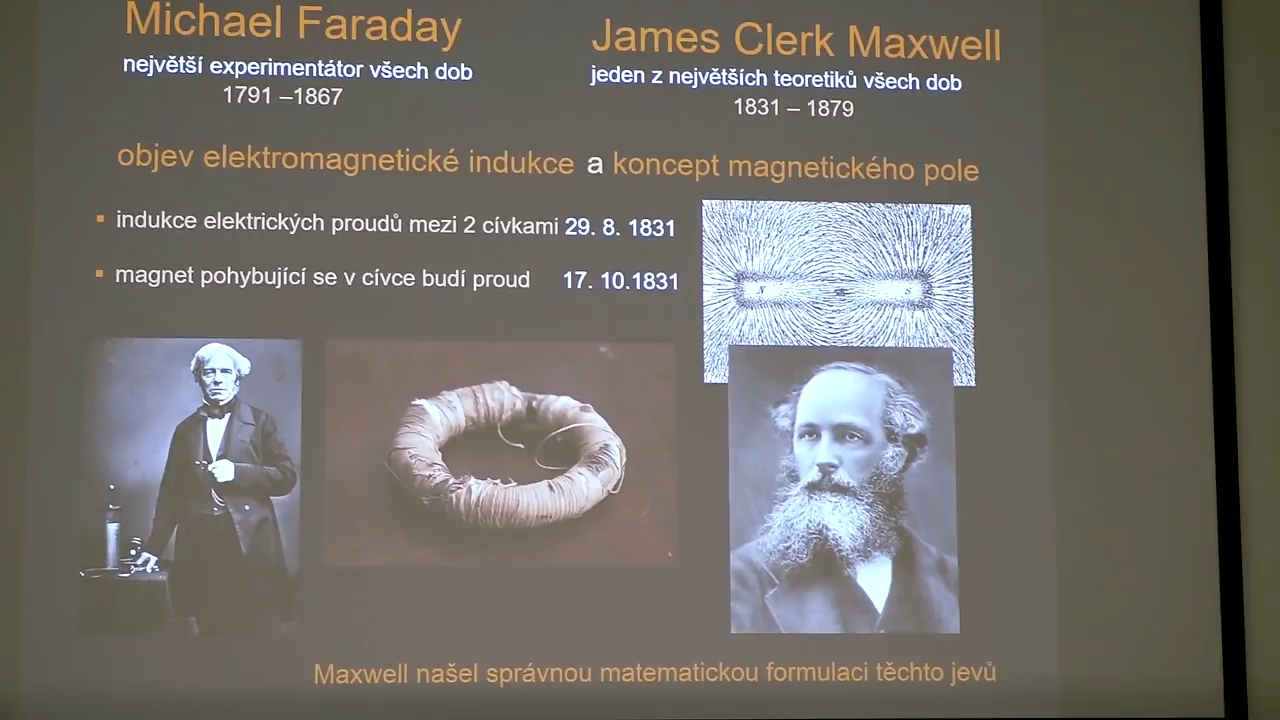 Michael Faraday
největší experimentátor všech dob
1791 –1867
James Clerk Maxwell
jeden z největších teoretiků všech dob
1831 – 1879
objev elektromagnetické indukce a koncept magnetického pole
▪ indukce elektrických proudů mezi 2 cívkami 29. 8. 1831
▪ magnet pohybující se v cívce budí proud 17. 10.1831
N S
Maxwell našel správnou matematickou formulaci těchto jevů